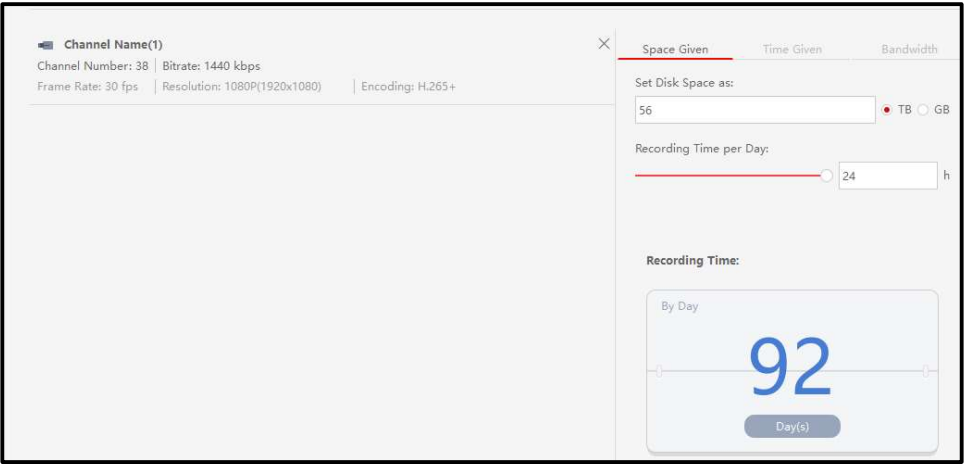 Channel Name(1)
Channel Number: 38 | Bitrate: 1440 kbps
Frame Rate: 30 fps | Resolution: 1080P(1920x1080) | Encoding: H.265+
Space Given Time Given Bandwidth
Set Disk Space as:
56 TB GB
Recording Time per Day:
24 h
Recording Time:
By Day
92
Day(s)